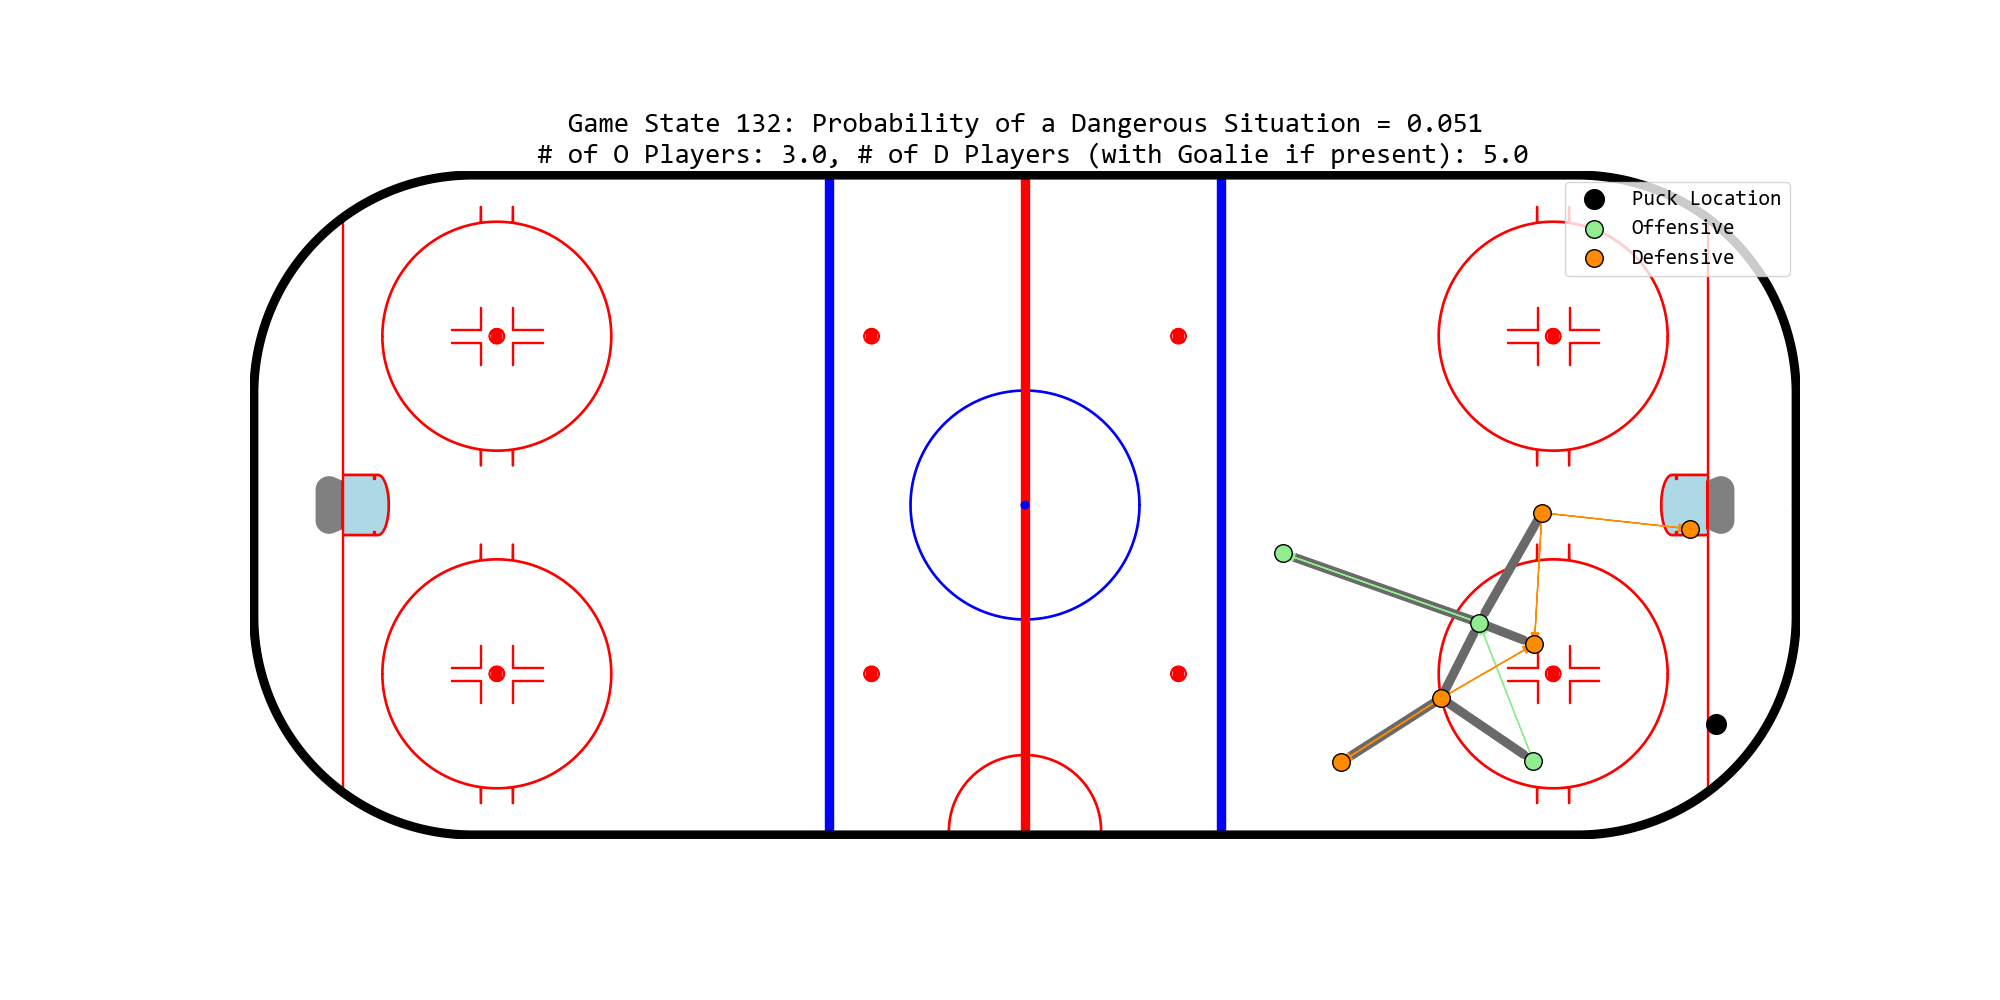 Game State 132: Probability of a Dangerous Situation = 0.051
# of O Players: 3.0, # of D Players (with Goalie if present): 5.0
Puck Location
Offensive
Defensive